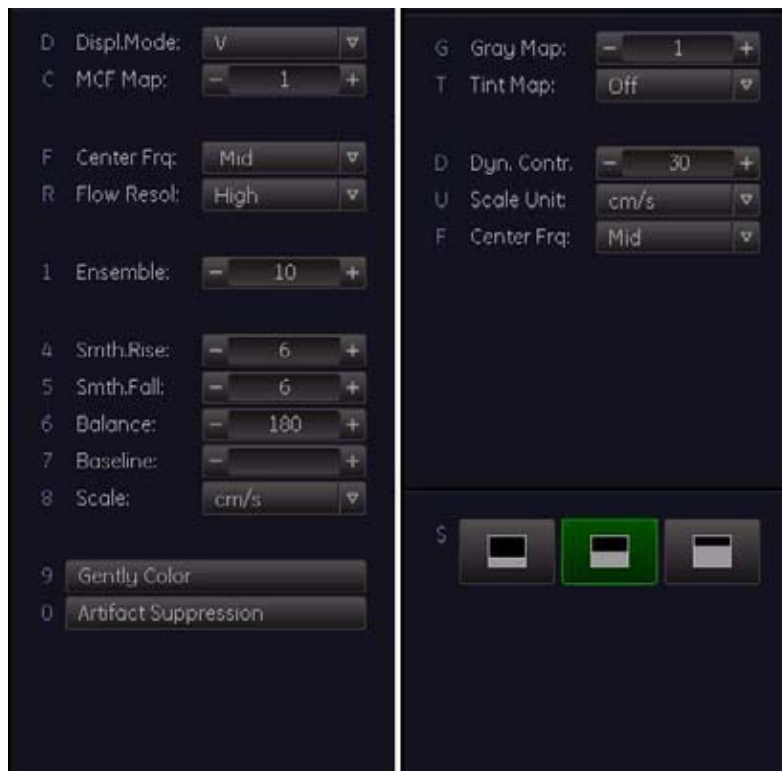 D Displ.Mode: V
C MCF Map: - 1 +
F Center Frq: Mid
R Flow Resol: High
1 Ensemble: - 10 +
4 Smth.Rise: - 6 +
5 Smth.Fall: - 6 +
6 Balance: - 180 +
7 Baseline: - +
8 Scale: cm/s
9 Gently Color
0 Artifact Suppression
G Gray Map: - 1 +
T Tint Map: Off
D Dyn. Contr. - 30 +
U Scale Unit: cm/s
F Center Frq: Mid
S